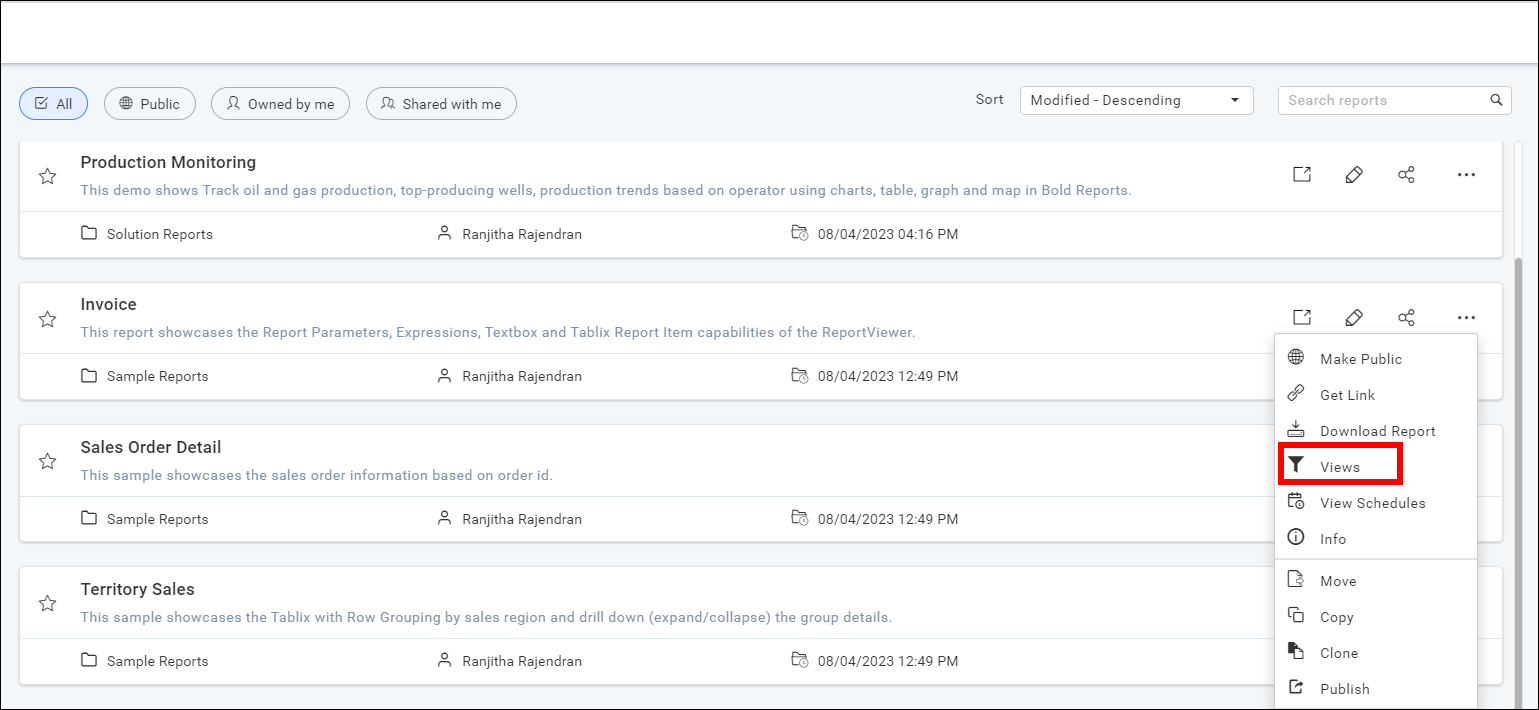 All
Public
Owned by me
Shared with me
Sort
Modified - Descending
Search reports
Production Monitoring
This demo shows Track oil and gas production, top-producing wells, production trends based on operator using charts, table, graph and map in Bold Reports.
Solution Reports
Ranjitha Rajendran
08/04/2023 04:16 PM
Invoice
This report showcases the Report Parameters, Expressions, Textbox and Tablix Report Item capabilities of the ReportViewer.
Sample Reports
Ranjitha Rajendran
08/04/2023 12:49 PM
Sales Order Detail
This sample showcases the sales order information based on order id.
Sample Reports
Ranjitha Rajendran
08/04/2023 12:49 PM
Territory Sales
This sample showcases the Tablix with Row Grouping by sales region and drill down (expand/collapse) the group details.
Sample Reports
Ranjitha Rajendran
08/04/2023 12:49 PM
Make Public
Get Link
Download Report
Views
View Schedules
Info
Move
Copy
Clone
Publish